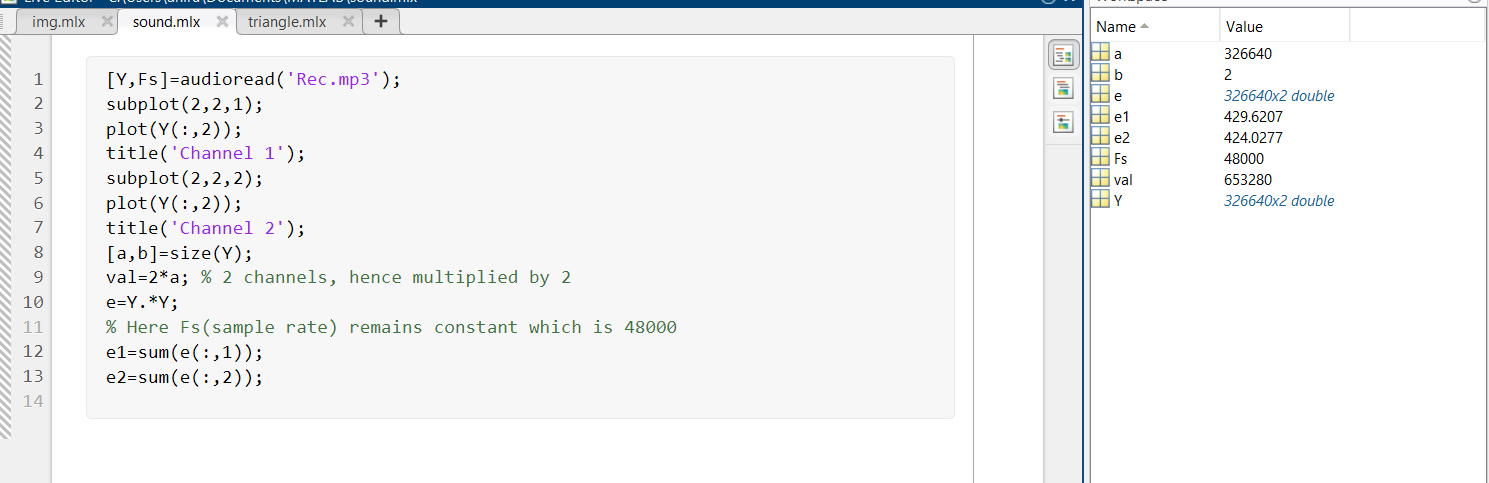 img.mlx sound.mlx triangle.mlx
1 [Y,Fs]=audioread('Rec.mp3');
2 subplot(2,2,1);
3 plot(Y(:,2));
4 title('Channel 1');
5 subplot(2,2,2);
6 plot(Y(:,2));
7 title('Channel 2');
8 [a,b]=size(Y);
9 val=2*a; % 2 channels, hence multiplied by 2
10 e=Y.*Y;
11 % Here Fs(sample rate) remains constant which is 48000
12 e1=sum(e(:,1));
13 e2=sum(e(:,2));
14
Name Value
a 326640
b 2
e 326640x2 double
e1 429.6207
e2 424.0277
Fs 48000
val 653280
Y 326640x2 double